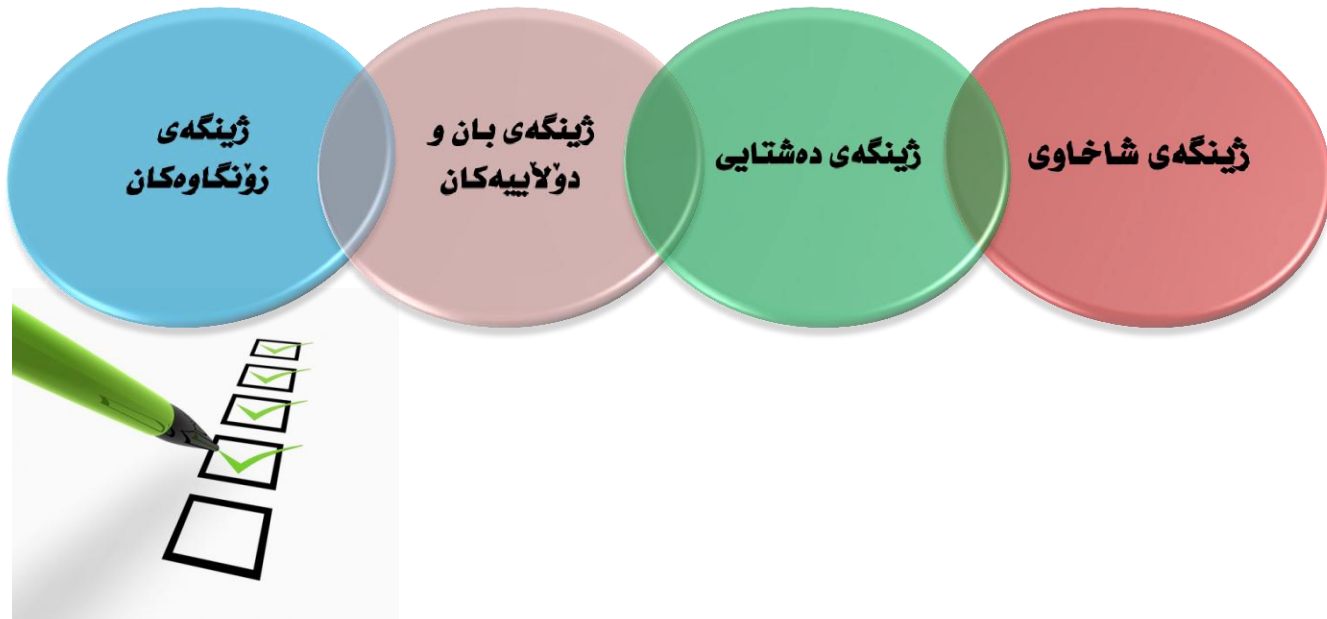 ژینگەی شاخاوی
ژینگەی دەشتایی
ژینگەی بان و
دۆڵاییەکان
ژینگەی
زۆنگاوەکان